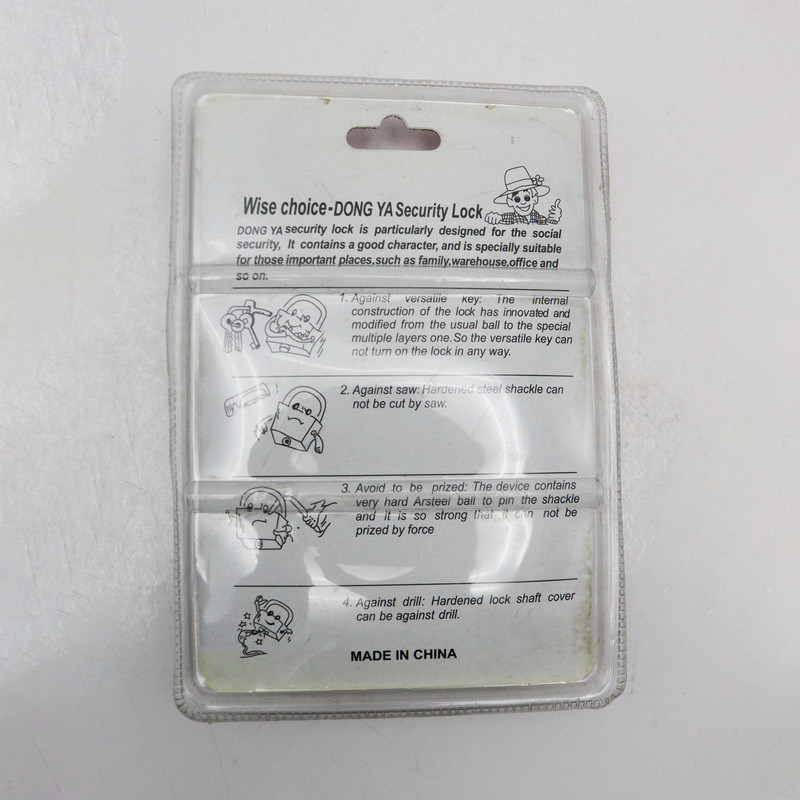 Wise choice-DONG YA Security Lock
DONG YA security lock is particularly designed for the social
security, It contains a good character, and is specially suitable
for those important places,such as family,warehouse,office and
so on.
1. Against versatile key: The internal
construction of the lock has innovated and
modified from the usual ball to the special
multiple layers one. So the versatile key can
not turn on the lock in any way.
2. Against saw: Hardened steel shackle can
not be cut by saw.
3. Avoid to be prized: The device contains
very hard Arsteel ball to pin the shackle
and it is so strong that it can not be
prized by force
4. Against drill: Hardened lock shaft cover
can be against drill.
MADE IN CHINA